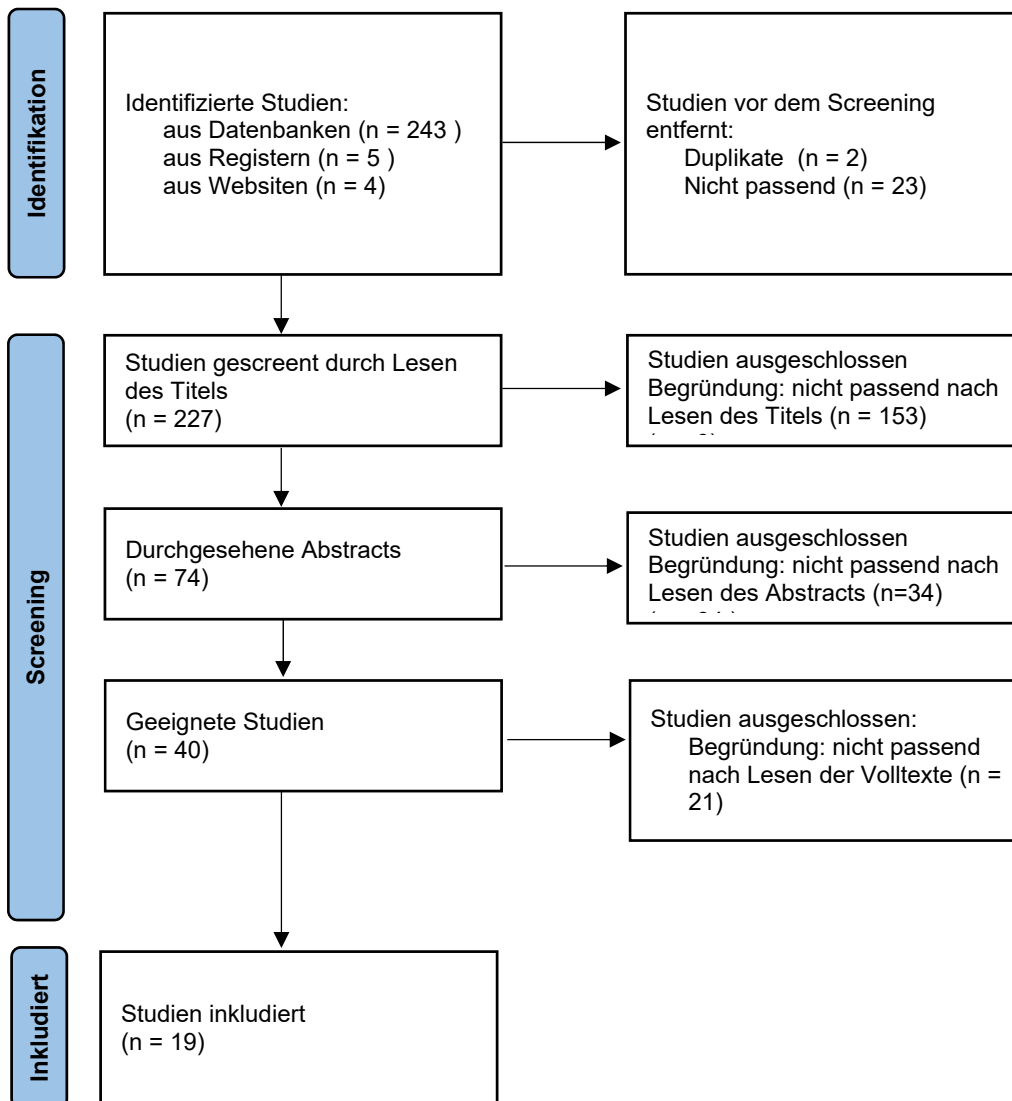 Identifikation
Identifizierte Studien:
aus Datenbanken (n = 243 )
aus Registern (n = 5 )
aus Websiten (n = 4)
Studien vor dem Screening
entfernt:
Duplikate  (n = 2)
Nicht passend (n = 23)
Screening
Studien gescreent durch Lesen
des Titels
(n = 227)
Studien ausgeschlossen
Begründung: nicht passend nach
Lesen des Titels (n = 153)
Durchgesehene Abstracts
(n = 74)
Studien ausgeschlossen
Begründung: nicht passend nach
Lesen des Abstracts (n=34)
Geeignete Studien
(n = 40)
Studien ausgeschlossen:
Begründung: nicht passend
nach Lesen der Volltexte (n =
21)
Inkludiert
Studien inkludiert
(n = 19)